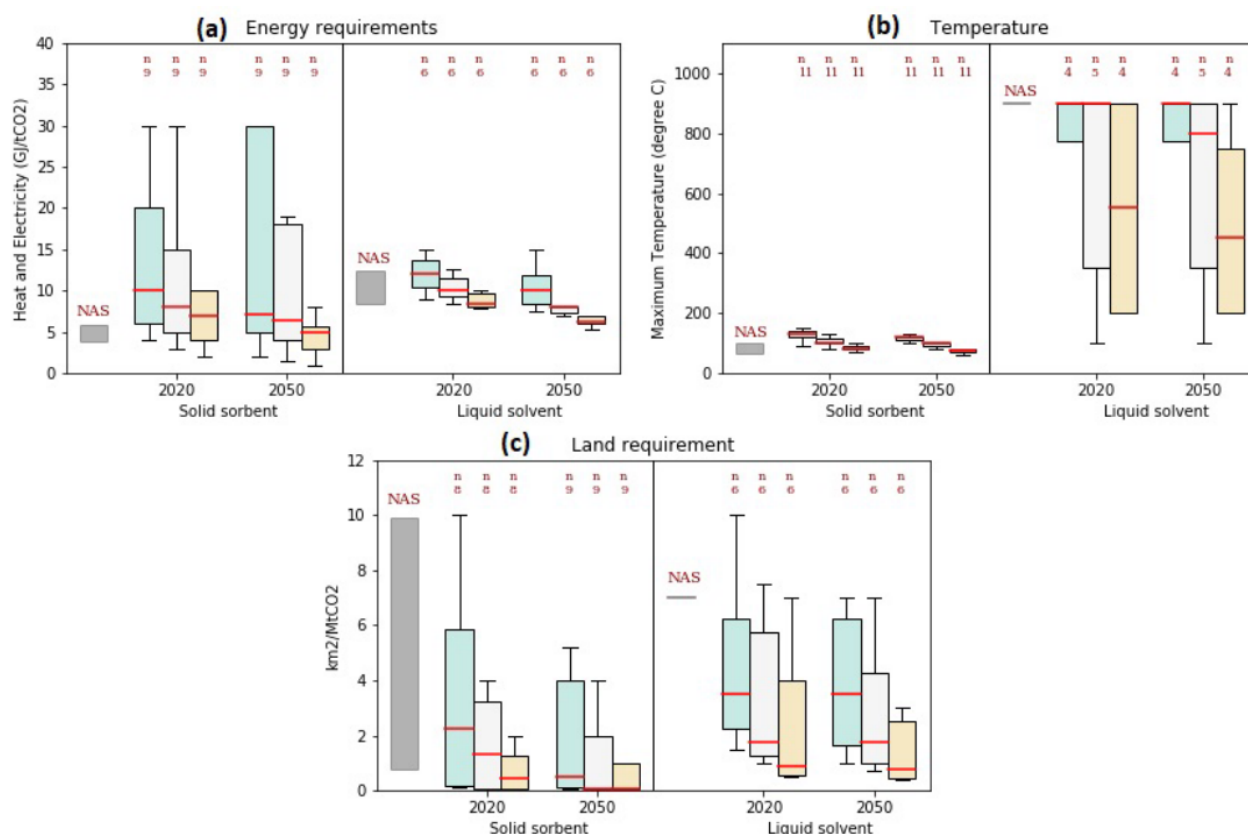 (a) Energy requirements
Heat and Electricity (GJ/tCO2)
40
35
30
25
20
15
10
5
0
NAS
n n n
9 9 9
n n n
9 9 9
2020 2050
Solid sorbent
NAS
n n n
6 6 6
n n n
6 6 6
2020 2050
Liquid solvent
(b) Temperature
Maximum Temperature (degree C)
1000
800
600
400
200
0
NAS
n n n
11 11 11
n n n
11 11 11
2020 2050
Solid sorbent
NAS
n n n
4 5 4
n n n
4 5 4
2020 2050
Liquid solvent
(c) Land requirement
km2/MtCO2
12
10
8
6
4
2
0
NAS
n n n
8 8 8
n n n
9 9 9
2020 2050
Solid sorbent
NAS
n n n
6 6 6
n n n
6 6 6
2020 2050
Liquid solvent